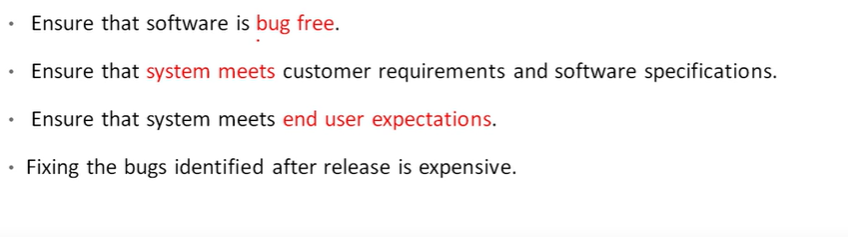 • Ensure that software is bug free.
• Ensure that system meets customer requirements and software specifications.
• Ensure that system meets end user expectations.
• Fixing the bugs identified after release is expensive.